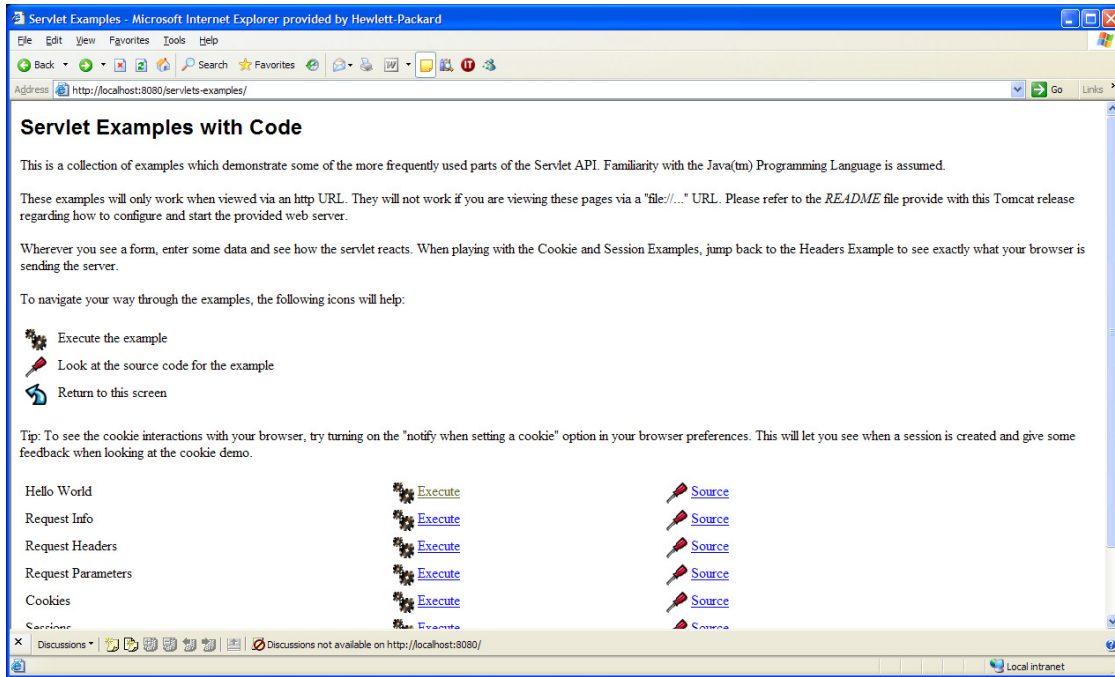 Servlet Examples - Microsoft Internet Explorer provided by Hewlett-Packard
File Edit View Favorites Tools Help
Back Search Favorites
Address http://localhost:8080/servlets-examples/ Go Links
Servlet Examples with Code
This is a collection of examples which demonstrate some of the more frequently used parts of the Servlet API. Familiarity with the Java(tm) Programming Language is assumed.
These examples will only work when viewed via an http URL. They will not work if you are viewing these pages via a "file://..." URL. Please refer to the README file provide with this Tomcat release
regarding how to configure and start the provided web server.
Wherever you see a form, enter some data and see how the servlet reacts. When playing with the Cookie and Session Examples, jump back to the Headers Example to see exactly what your browser is
sending the server.
To navigate your way through the examples, the following icons will help:
Execute the example
Look at the source code for the example
Return to this screen
Tip: To see the cookie interactions with your browser, try turning on the "notify when setting a cookie" option in your browser preferences. This will let you see when a session is created and give some
feedback when looking at the cookie demo.
Hello World Execute Source
Request Info Execute Source
Request Headers Execute Source
Request Parameters Execute Source
Cookies Execute Source
Sessions Execute Source
Discussions Discussions not available on http://localhost:8080/
Local intranet